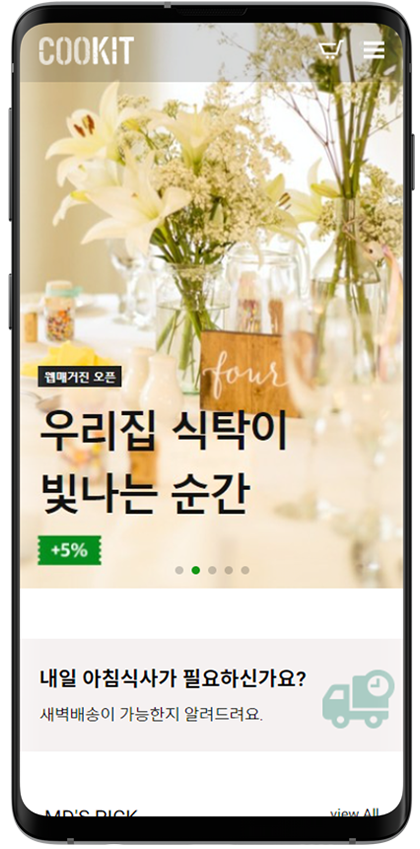 COOKIT
four
웹매거진 오픈
우리집 식탁이
빛나는 순간
+5%
내일 아침식사가 필요하신가요?
새벽배송이 가능한지 알려드려요.
MD'S PICK
view All